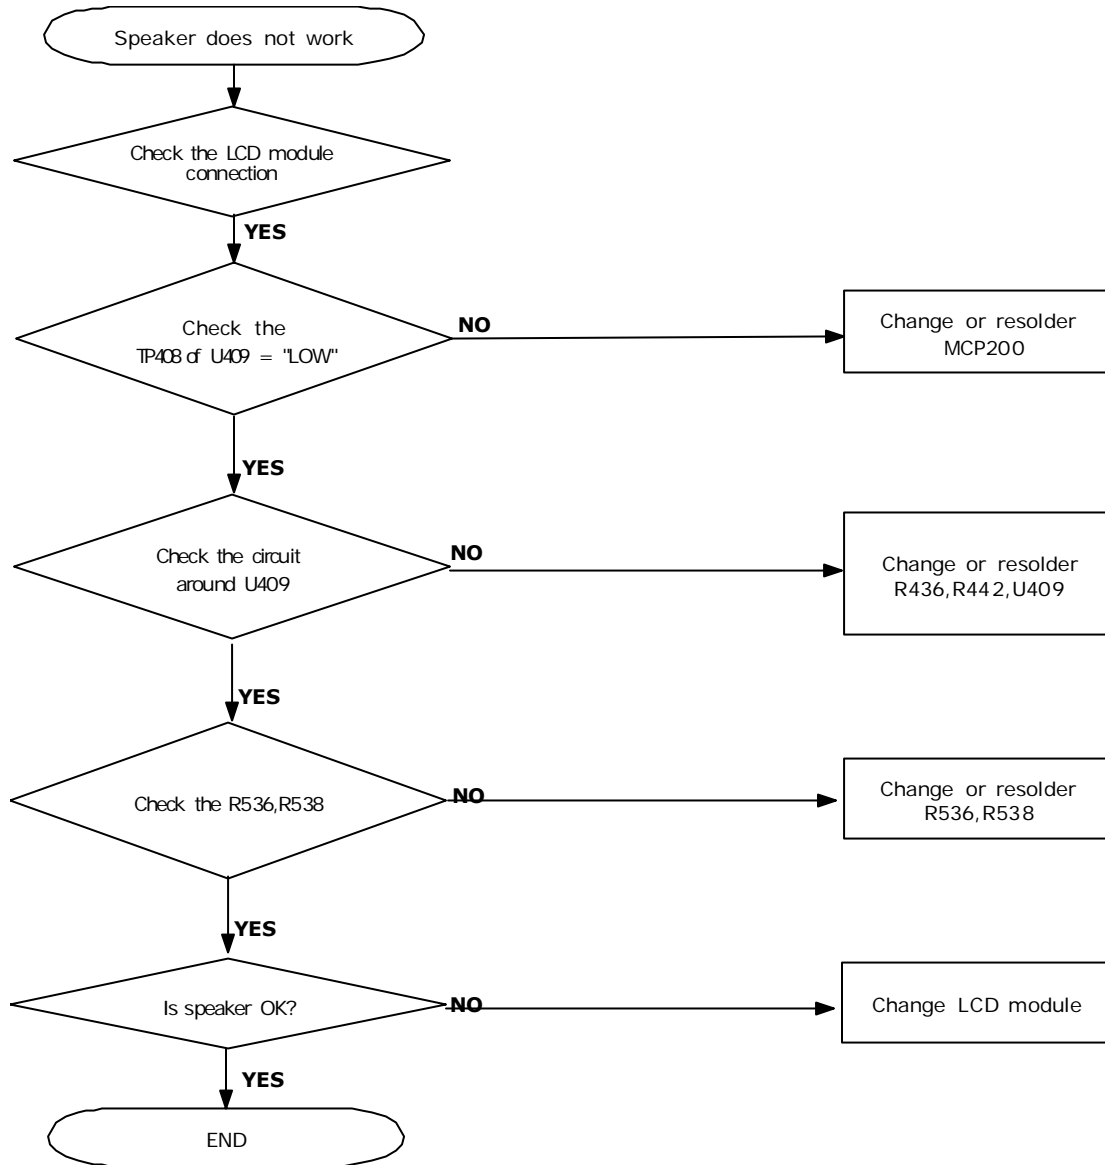 Speaker does not work
Check the LCD module
connection
YES
Check the
TP408 of U409 = "LOW"
NO
Change or resolder
MCP200
YES
Check the circuit
around U409
NO
Change or resolder
R436,R442,U409
YES
Check the R536,R538
NO
Change or resolder
R536,R538
YES
Is speaker OK?
NO
Change LCD module
YES
END